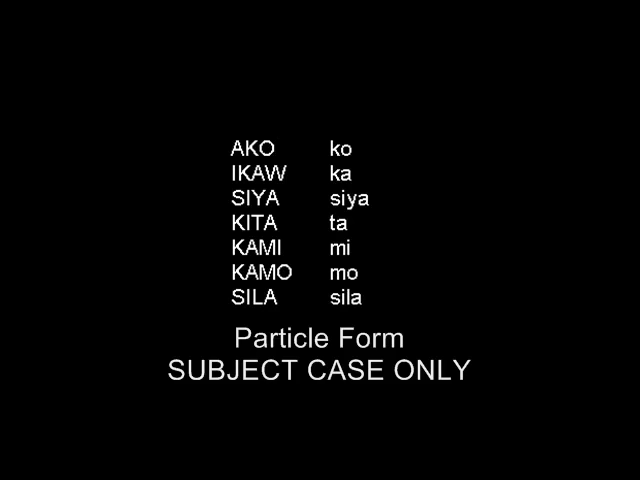 AKO ko
IKAW ka
SIYA siya
KITA ta
KAMI mi
KAMO mo
SILA sila
Particle Form
SUBJECT CASE ONLY